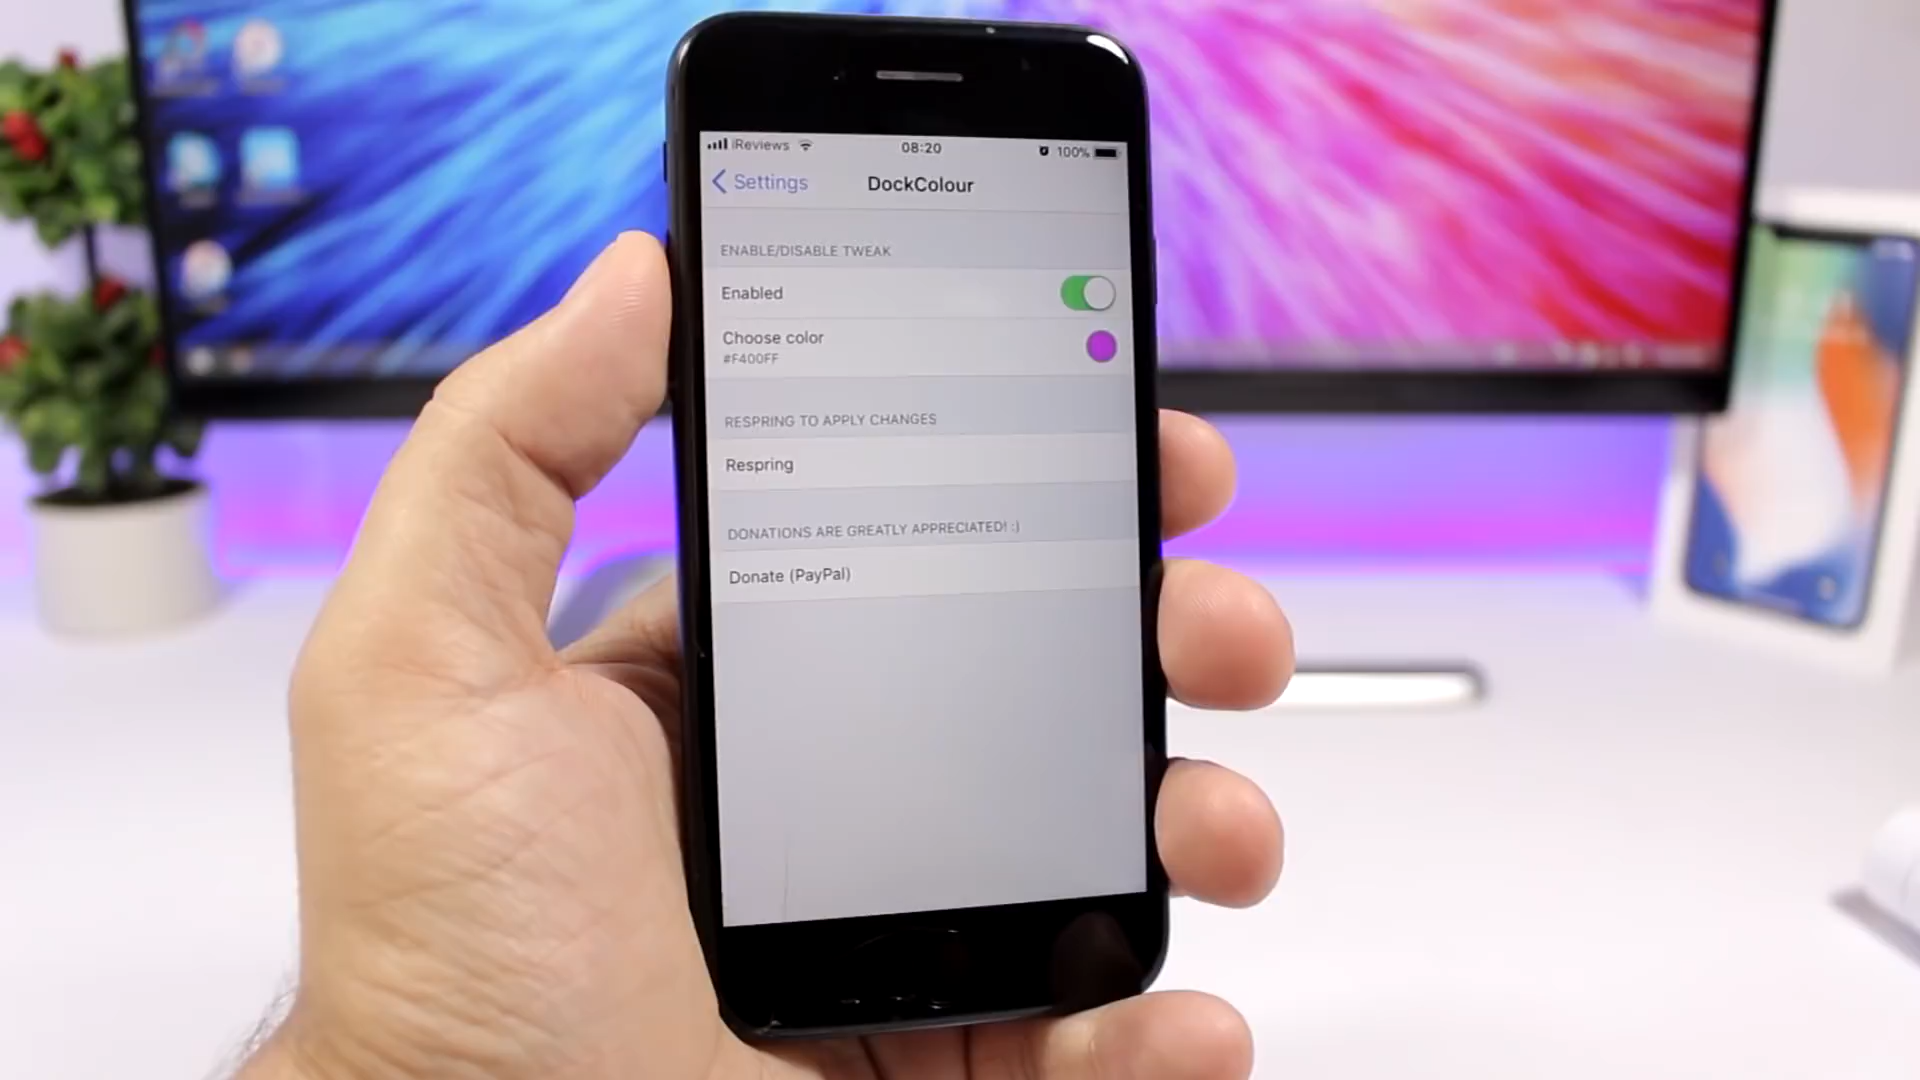 iReviews 08:20 100%
Settings DockColour
ENABLE/DISABLE TWEAK
Enabled
Choose color
#F400FF
RESPRING TO APPLY CHANGES
Respring
DONATIONS ARE GREATLY APPRECIATED! :)
Donate (PayPal)